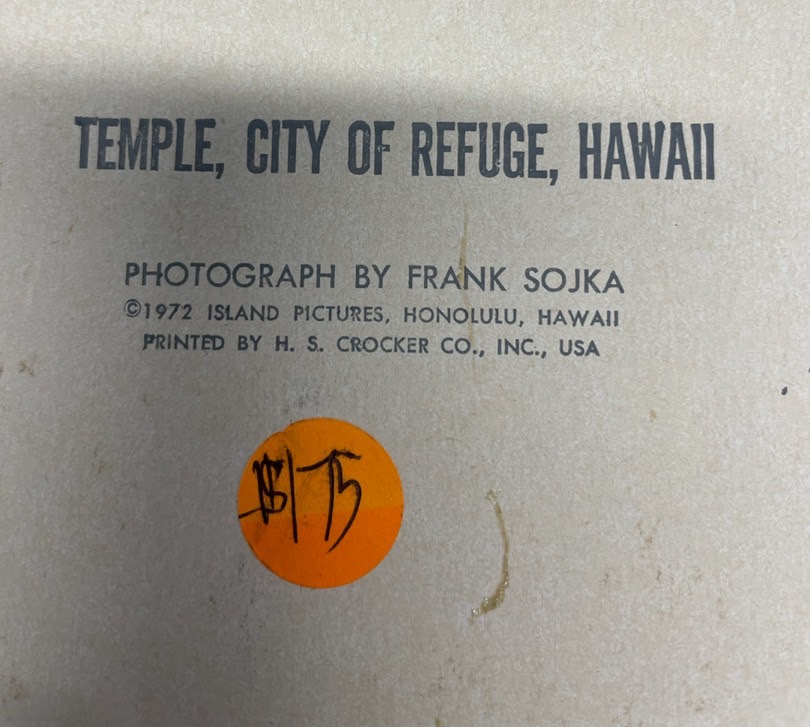 TEMPLE, CITY OF REFUGE, HAWAII
PHOTOGRAPH BY FRANK SOJKA
©1972 ISLAND PICTURES, HONOLULU, HAWAII
PRINTED BY H. S. CROCKER CO., INC., USA